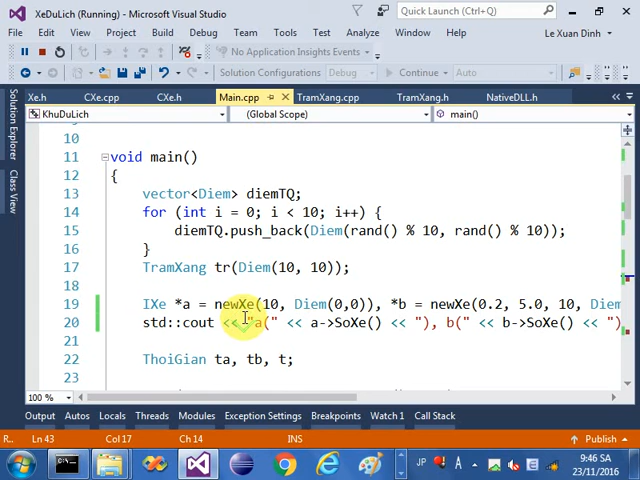 XeDuLich (Running) - Microsoft Visual Studio
Quick Launch (Ctrl+Q)
File Edit View Project Build Debug Team Tools Test Analyze Window
Le Xuan Dinh
Help
No Application Insights Events
Solution Configurations Debug Continue
Xe.h CXe.cpp CXe.h Main.cpp TramXang.cpp TramXang.h NativeDLL.h
KhuDuLich (Global Scope) main()
Solution Explorer
Class View
10
11 void main()
12 {
13 vector<Diem> diemTQ;
14 for (int i = 0; i < 10; i++) {
15 diemTQ.push_back(Diem(rand() % 10, rand() % 10));
16 }
17 TramXang tr(Diem(10, 10));
18
19 IXe *a = newXe(10, Diem(0,0)), *b = newXe(0.2, 5.0, 10, Diem
20 std::cout << "a(" << a->SoXe() << "), b(" << b->SoXe() << ")
21
22 ThoiGian ta, tb, t;
23
100 %
Output Autos Locals Threads Modules Exception Settings Breakpoints Watch 1 Call Stack
R.. Ln 43 Col 17 Ch 14 INS Publish
JP A
9:46 SA
23/11/2016